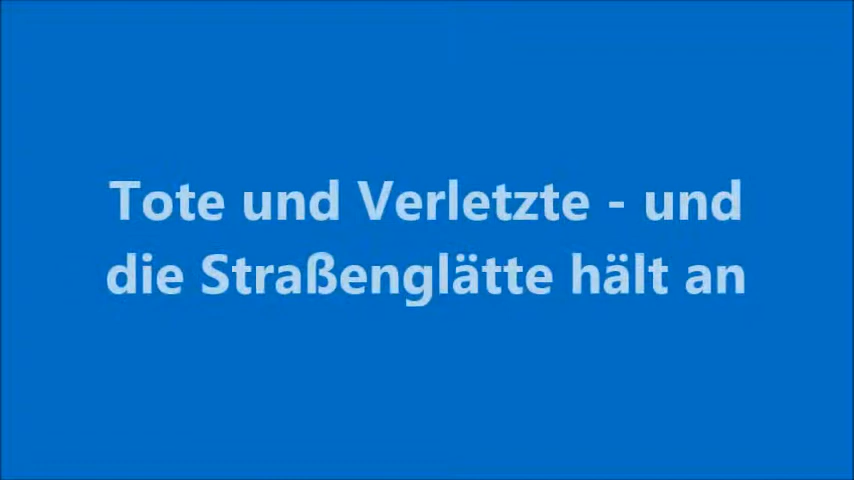 Tote und Verletzte - und
die Straßenglätte hält an